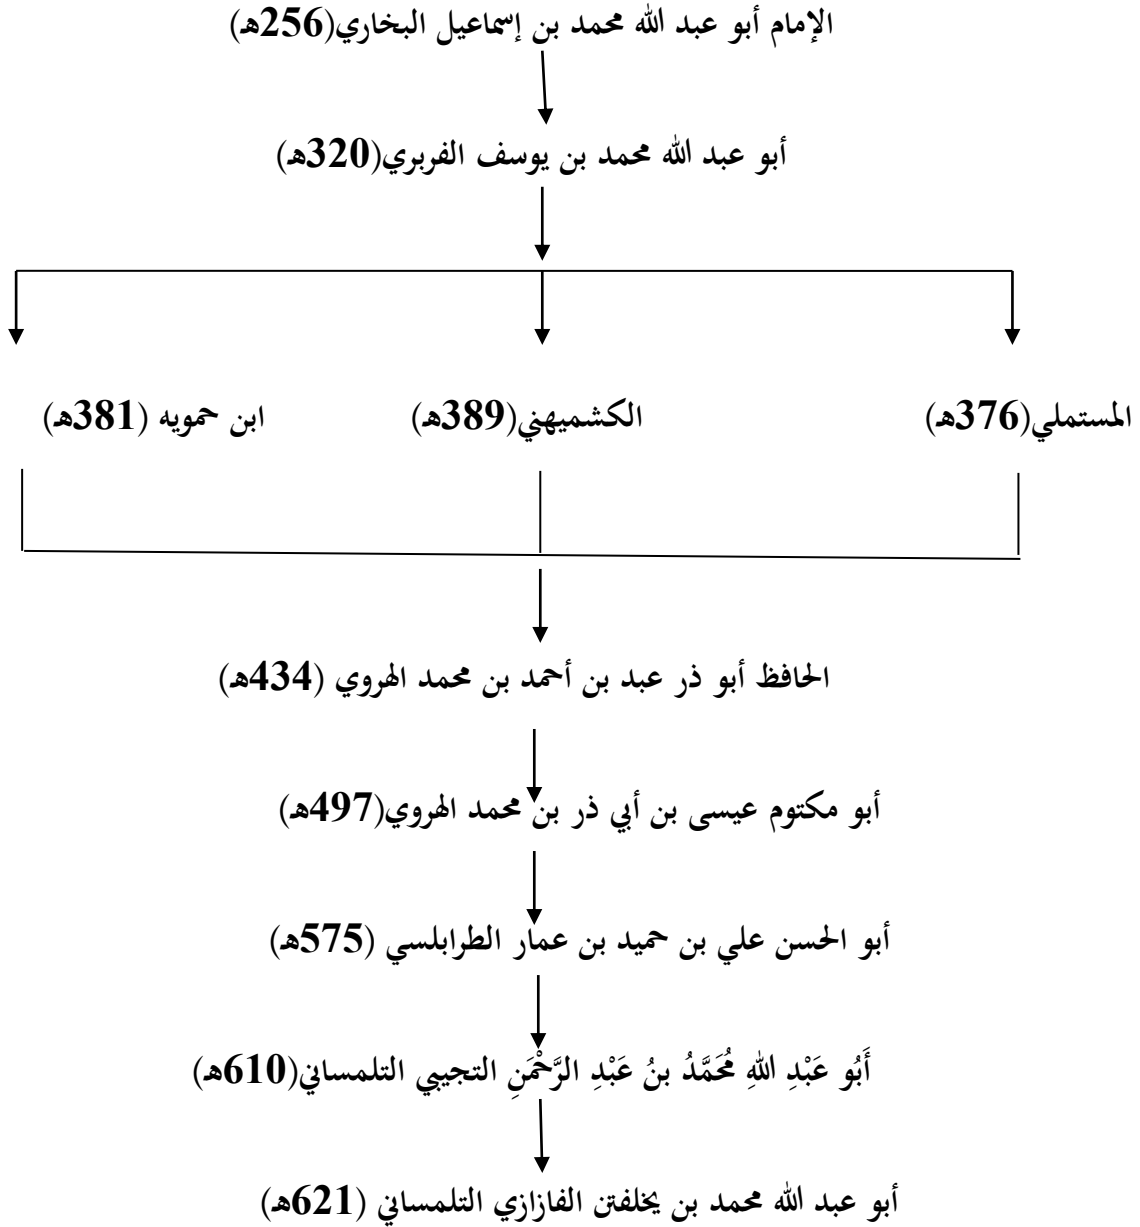 الإمام أبو عبد الله محمد بن إسماعيل البخاري(256هـ)
أبو عبد الله محمد بن يوسف الفربري(320هـ)
المستملي(376هـ) الكشميهني(389هـ) ابن حمويه (381هـ)
الحافظ أبو ذر عبد بن أحمد بن محمد الهروي (434هـ)
أبو مكتوم عيسى بن أبي ذر بن محمد الهروي(497هـ)
أبو الحسن علي بن حميد بن عمار الطرابلسي (575هـ)
أَبُو عَبْدِ اللهِ مُحَمَّدُ بنُ عَبْدِ الرَّحْمَنِ التجيبي التلمساني(610هـ)
أبو عبد الله محمد بن يخلفتن الفازازي التلمساني (621هـ)